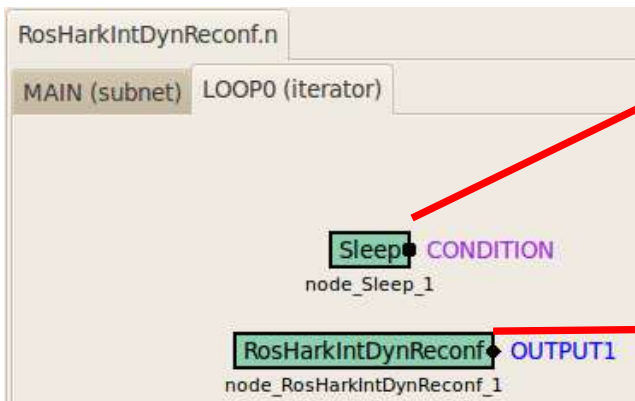 RosHarkIntDynReconf.n
MAIN (subnet) LOOP0 (iterator)
Sleep CONDITION
node_Sleep_1
RosHarkIntDynReconf OUTPUT1
node_RosHarkIntDynReconf_1